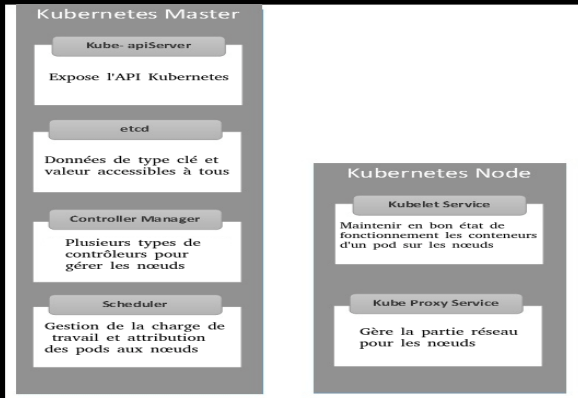 Kubernetes Master
Kube- apiServer
Expose l'API Kubernetes
etcd
Données de type clé et
valeur accessibles à tous
Controller Manager
Plusieurs types de
contrôleurs pour
gérer les nœuds
Scheduler
Gestion de la charge de
travail et attribution
des pods aux nœuds
Kubernetes Node
Kubelet Service
Maintenir en bon état de
fonctionnement les conteneurs
d'un pod sur les nœuds
Kube Proxy Service
Gère la partie réseau
pour les nœuds